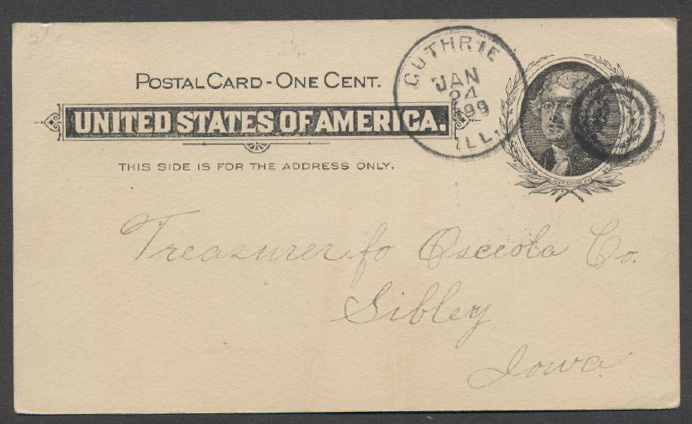 POSTAL CARD - ONE CENT.
UNITED STATES OF AMERICA.
THIS SIDE IS FOR THE ADDRESS ONLY.
GUTHRIE
JAN
24
99
ILL.
Treasurer fo Osceola Co.
Sibley
Iowa